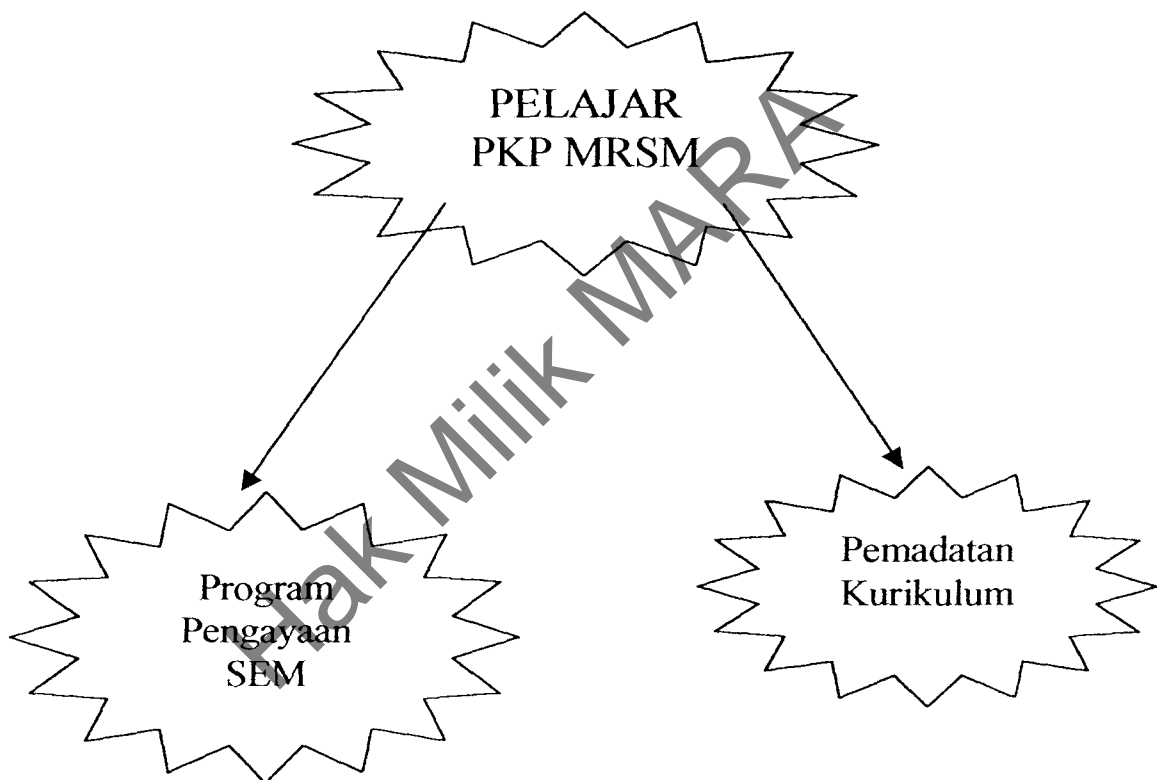 PELAJAR
PKP MRSM
Hak Milik MARA
Program
Pengayaan
SEM
Pemadatan
Kurikulum